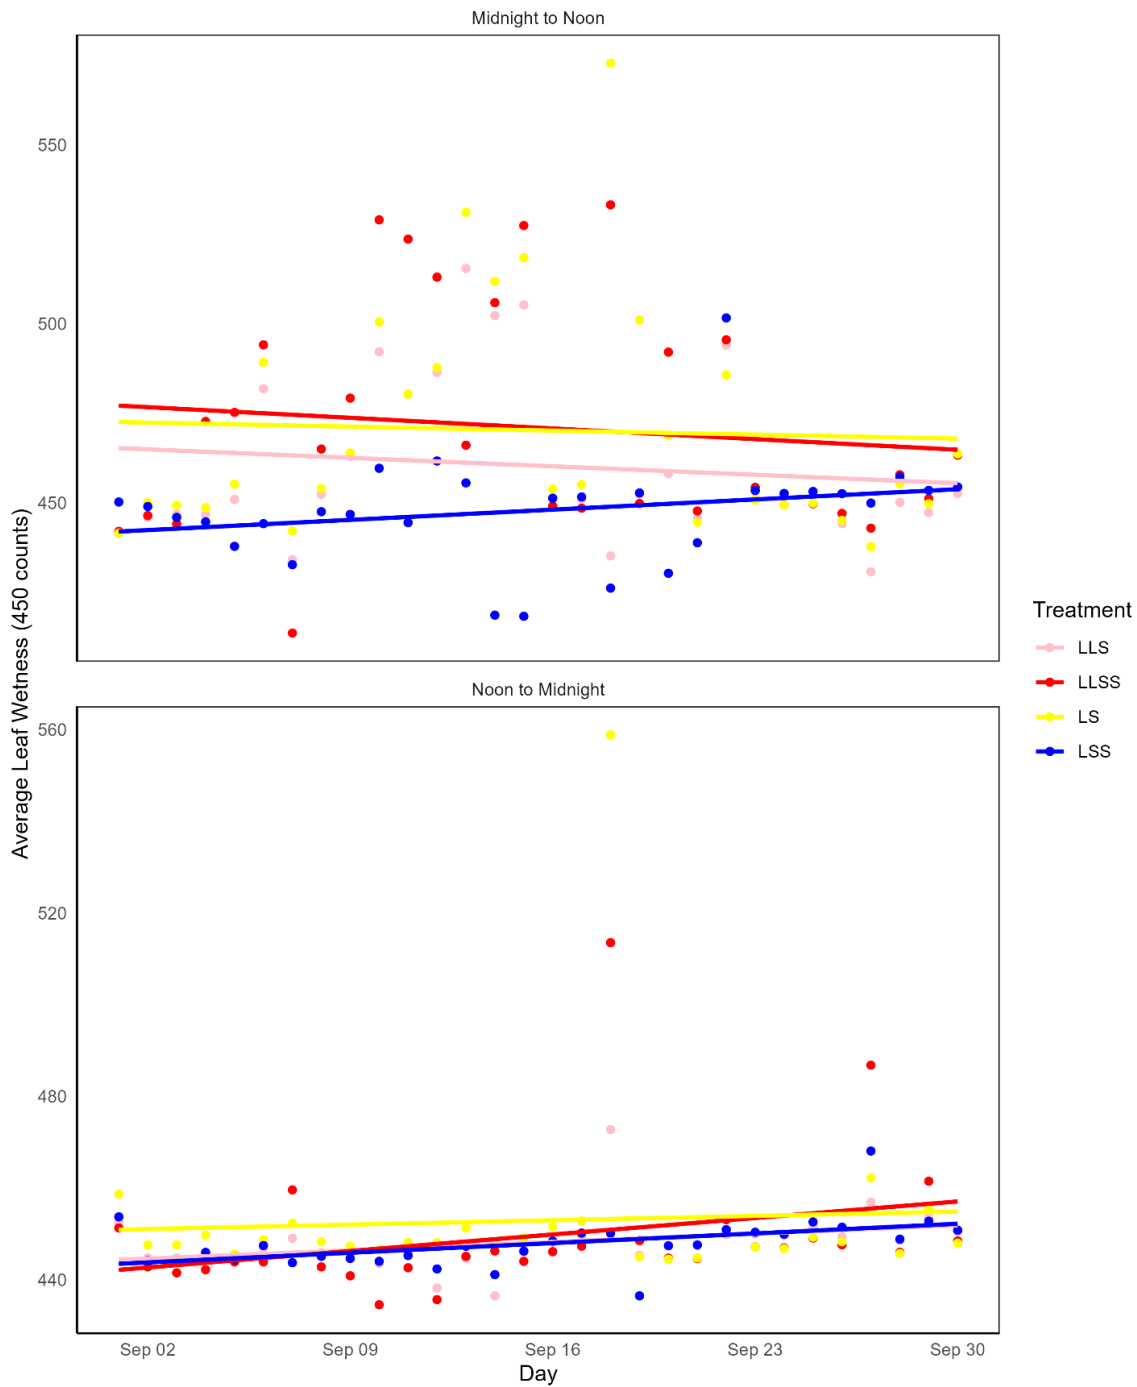 Midnight to Noon
550
500
450
Average Leaf Wetness (450 counts)
Noon to Midnight
560
520
480
440
Sep 02 Sep 09 Sep 16 Sep 23 Sep 30
Day
Treatment
LLS
LLSS
LS
LSS